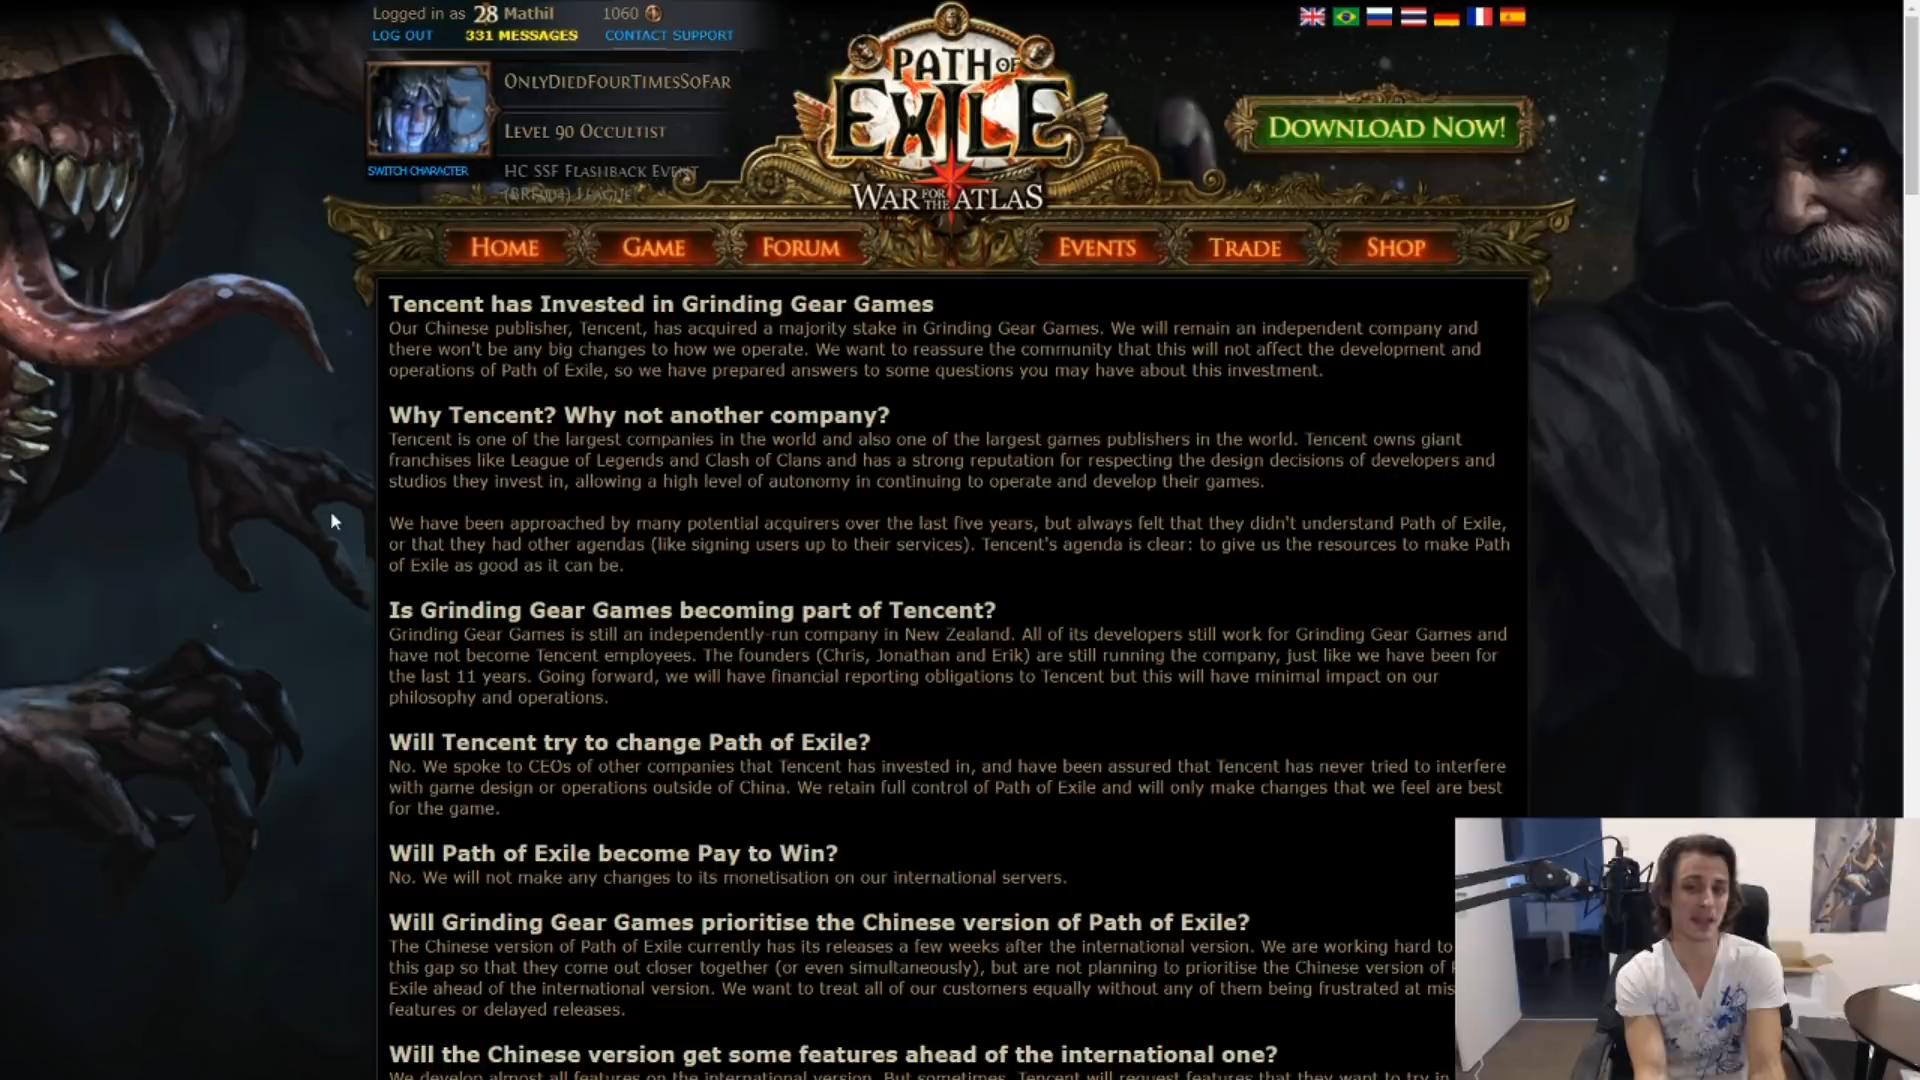 Logged in as 28 Mathil 1060
LOG OUT 331 MESSAGES CONTACT SUPPORT
OnlyDiedFourTimesSoFar
Level 90 Occultist
SWITCH CHARACTER
HC SSF Flashback Event
League
PATH OF
EXILE
WAR FOR THE ATLAS
Download Now!
Home Game Forum Events Trade Shop
Tencent has Invested in Grinding Gear Games
Our Chinese publisher, Tencent, has acquired a majority stake in Grinding Gear Games. We will remain an independent company and
there won't be any big changes to how we operate. We want to reassure the community that this will not affect the development and
operations of Path of Exile, so we have prepared answers to some questions you may have about this investment.
Why Tencent? Why not another company?
Tencent is one of the largest companies in the world and also one of the largest games publishers in the world. Tencent owns giant
franchises like League of Legends and Clash of Clans and has a strong reputation for respecting the design decisions of developers and
studios they invest in, allowing a high level of autonomy in continuing to operate and develop their games.
We have been approached by many potential acquirers over the last five years, but always felt that they didn't understand Path of Exile,
or that they had other agendas (like signing users up to their services). Tencent's agenda is clear: to give us the resources to make Path
of Exile as good as it can be.
Is Grinding Gear Games becoming part of Tencent?
Grinding Gear Games is still an independently-run company in New Zealand. All of its developers still work for Grinding Gear Games and
have not become Tencent employees. The founders (Chris, Jonathan and Erik) are still running the company, just like we have been for
the last 11 years. Going forward, we will have financial reporting obligations to Tencent but this will have minimal impact on our
philosophy and operations.
Will Tencent try to change Path of Exile?
No. We spoke to CEOs of other companies that Tencent has invested in, and have been assured that Tencent has never tried to interfere
with game design or operations outside of China. We retain full control of Path of Exile and will only make changes that we feel are best
for the game.
Will Path of Exile become Pay to Win?
No. We will not make any changes to its monetisation on our international servers.
Will Grinding Gear Games prioritise the Chinese version of Path of Exile?
The Chinese version of Path of Exile currently has its releases a few weeks after the international version. We are working hard to
this gap so that they come out closer together (or even simultaneously), but are not planning to prioritise the Chinese version of
Exile ahead of the international version. We want to treat all of our customers equally without any of them being frustrated at mis
features or delayed releases.
Will the Chinese version get some features ahead of the international one?
We develop almost all features on the international version. But sometimes, Tencent will request features that they want to try in